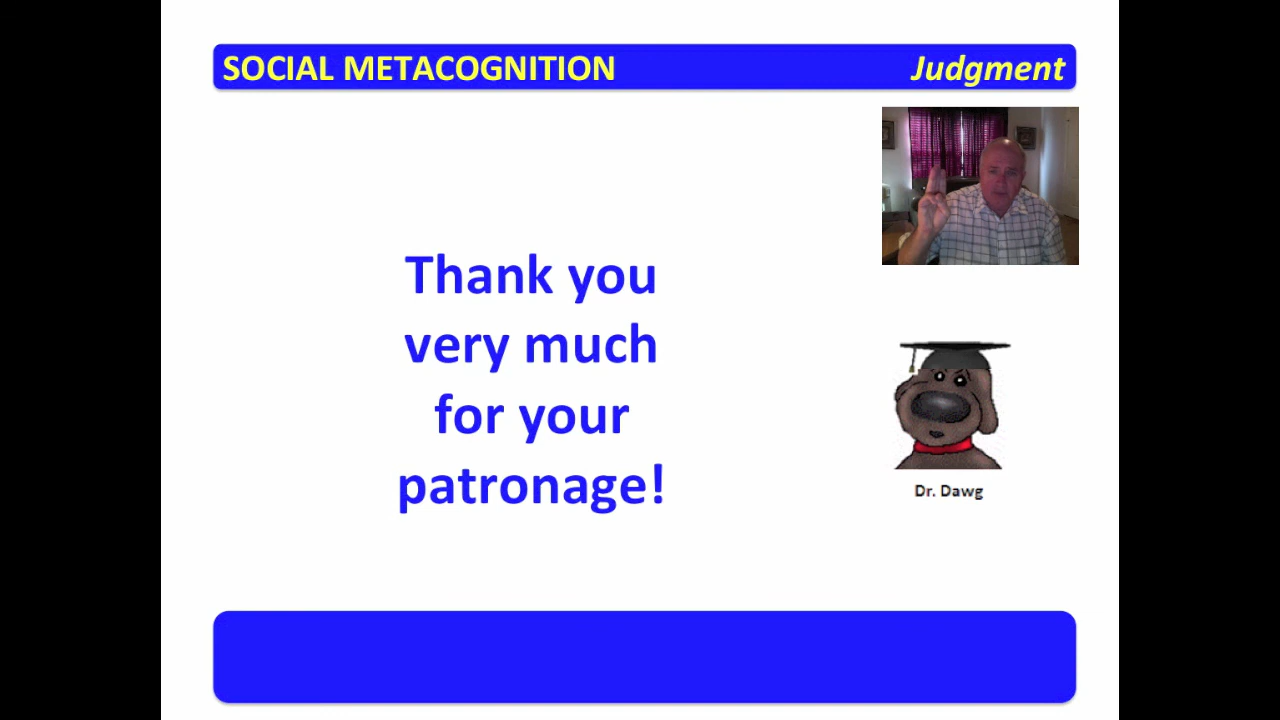 SOCIAL METACOGNITION Judgment
Thank you
very much
for your
patronage!
Dr. Dawg